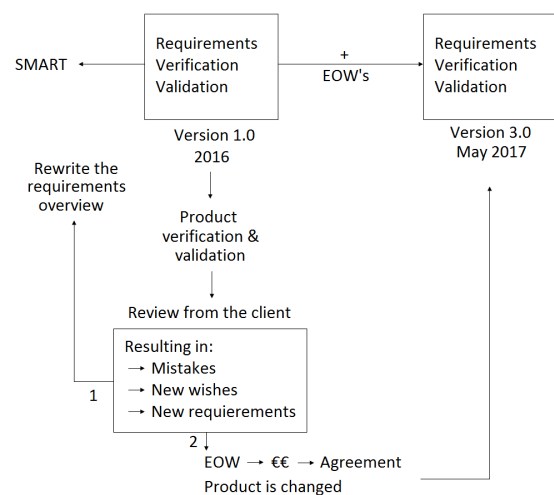 SMART
Requirements
Verification
Validation
+
EOW's
Requirements
Verification
Validation
Version 1.0
2016
Version 3.0
May 2017
Rewrite the
requirements
overview
Product
verification &
validation
Review from the client
Resulting in:
→ Mistakes
→ New wishes
→ New requierements
1
2
EOW → €€ → Agreement
Product is changed